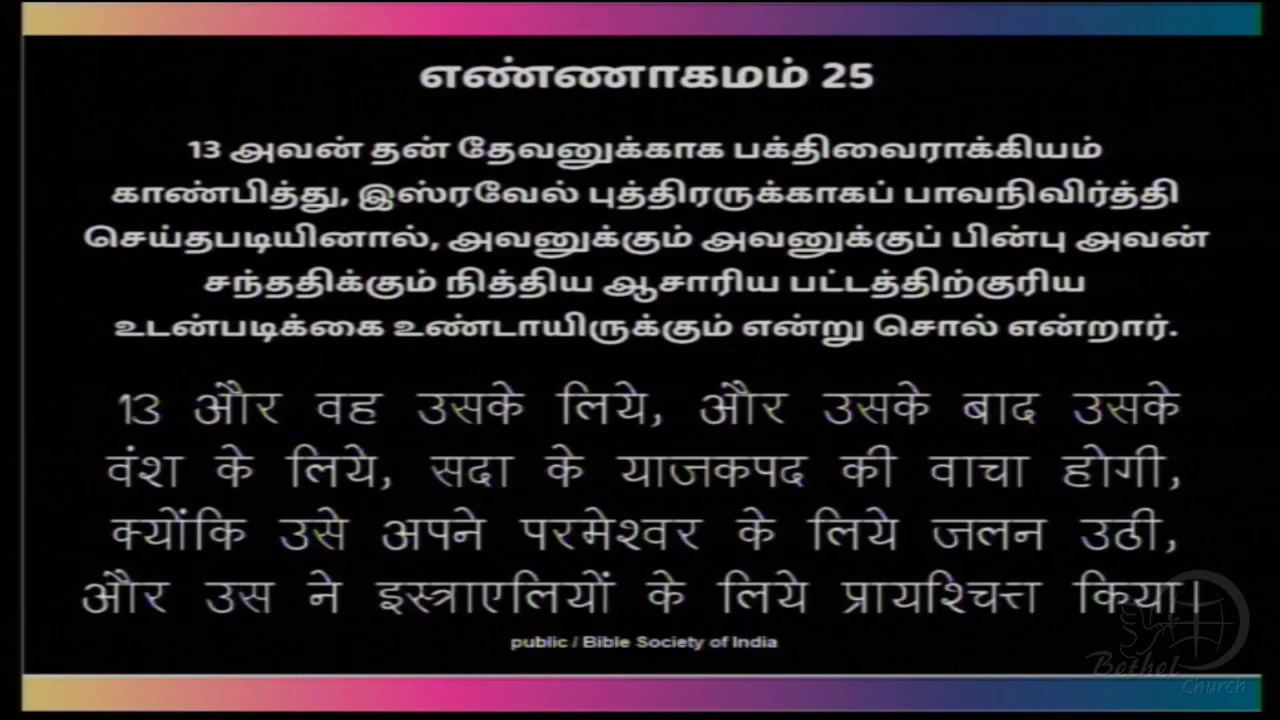 எண்ணாகமம் 25
13 அவன் தன் தேவனுக்காக பக்திவைராக்கியம்
காண்பித்து, இஸ்ரவேல் புத்திரருக்காகப் பாவநிவிர்த்தி
செய்தபடியினால், அவனுக்கும் அவனுக்குப் பின்பு அவன்
சந்ததிக்கும் நித்திய ஆசாரிய பட்டத்திற்குரிய
உடன்படிக்கை உண்டாயிருக்கும் என்று சொல் என்றார்.
13 और वह उसके लिये, और उसके बाद उसके
वंश के लिये, सदा के याजकपद की वाचा होगी,
क्योंकि उसे अपने परमेश्वर के लिये जलन उठी,
और उस ने इस्त्राएलियों के लिये प्रायश्चित्त किया।
public / Bible Society of India
Bethel
Church